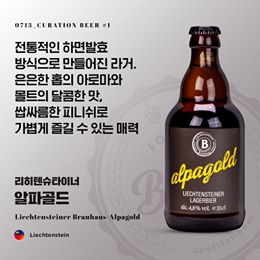 0713_CURATION BEER #1
전통적인 하면발효
방식으로 만들어진 라거.
은은한 홉의 아로마와
몰트의 달콤한 맛,
쌉싸름한 피니쉬로
가볍게 즐길 수 있는 매력
리히텐슈타이너
알파골드
Liechtensteiner Brauhaus-Alpagold
Liechtenstein
B
alpagold
LIECHTENSTEINER
LAGERBIER
alc. 4,8% vol. e 33 cl